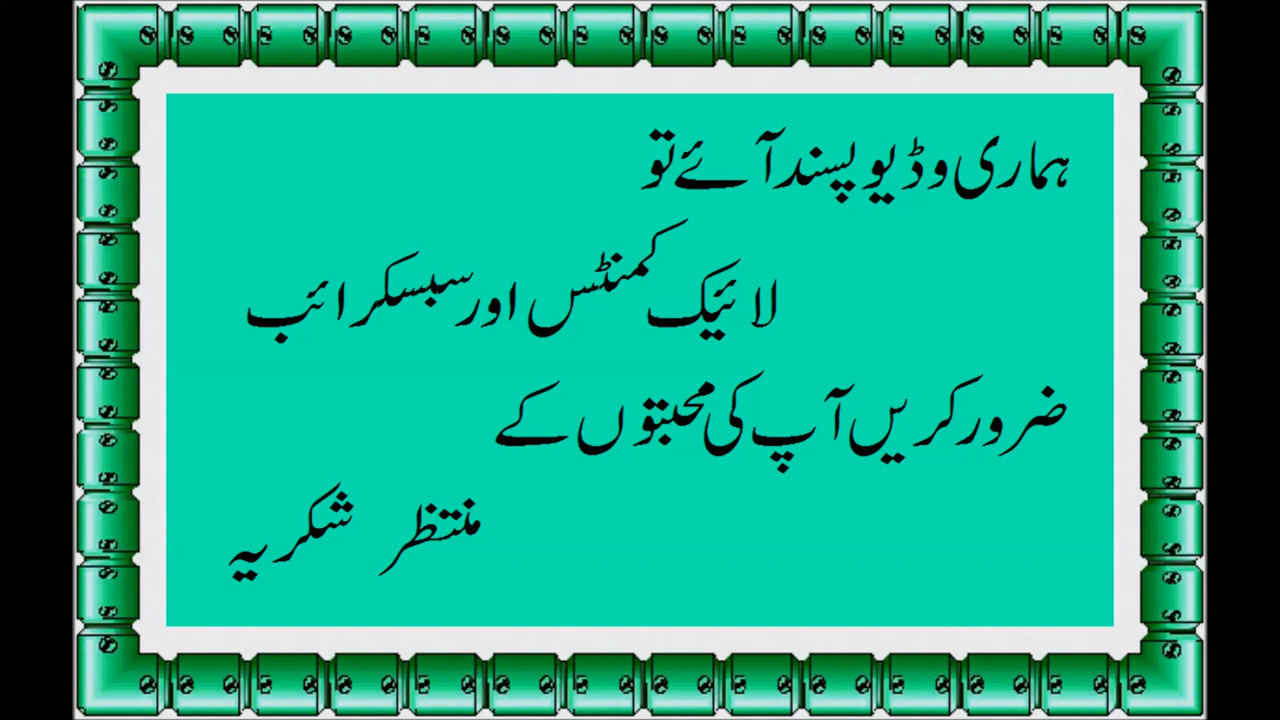 ہماری وڈیو پسند آئے تو
لائیک کمنٹس اور سبسکرائب
ضرور کریں آپ کی محبتوں کے
منتظر شکریہ